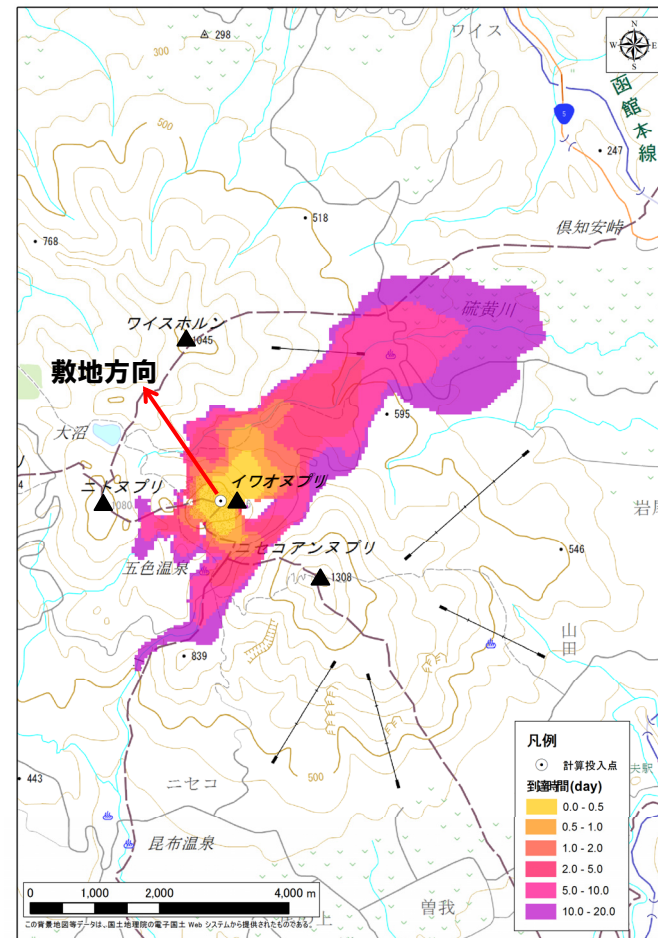 298
ワイス
N
W
E
S
300
5
函館本線
500
247
518
倶知安峠
768
硫黄川
ワイスホルン
1045
敷地方向
595
大沼
イワオヌプリ
ニトヌプリ
1080
岩尾
ニセコアンヌプリ
546
五色温泉
1308
山田
839
凡例
計算投入点
夫駅
到達時間(day)
500
443
ニセコ
0.0 - 0.5
0.5 - 1.0
1.0 - 2.0
昆布温泉
2.0 - 5.0
5.0 - 10.0
0 1,000 2,000 4,000 m
曽我
10.0 - 20.0
上
この背景地図等データは、国土地理院の電子国土 Web システムから提供されたものである。